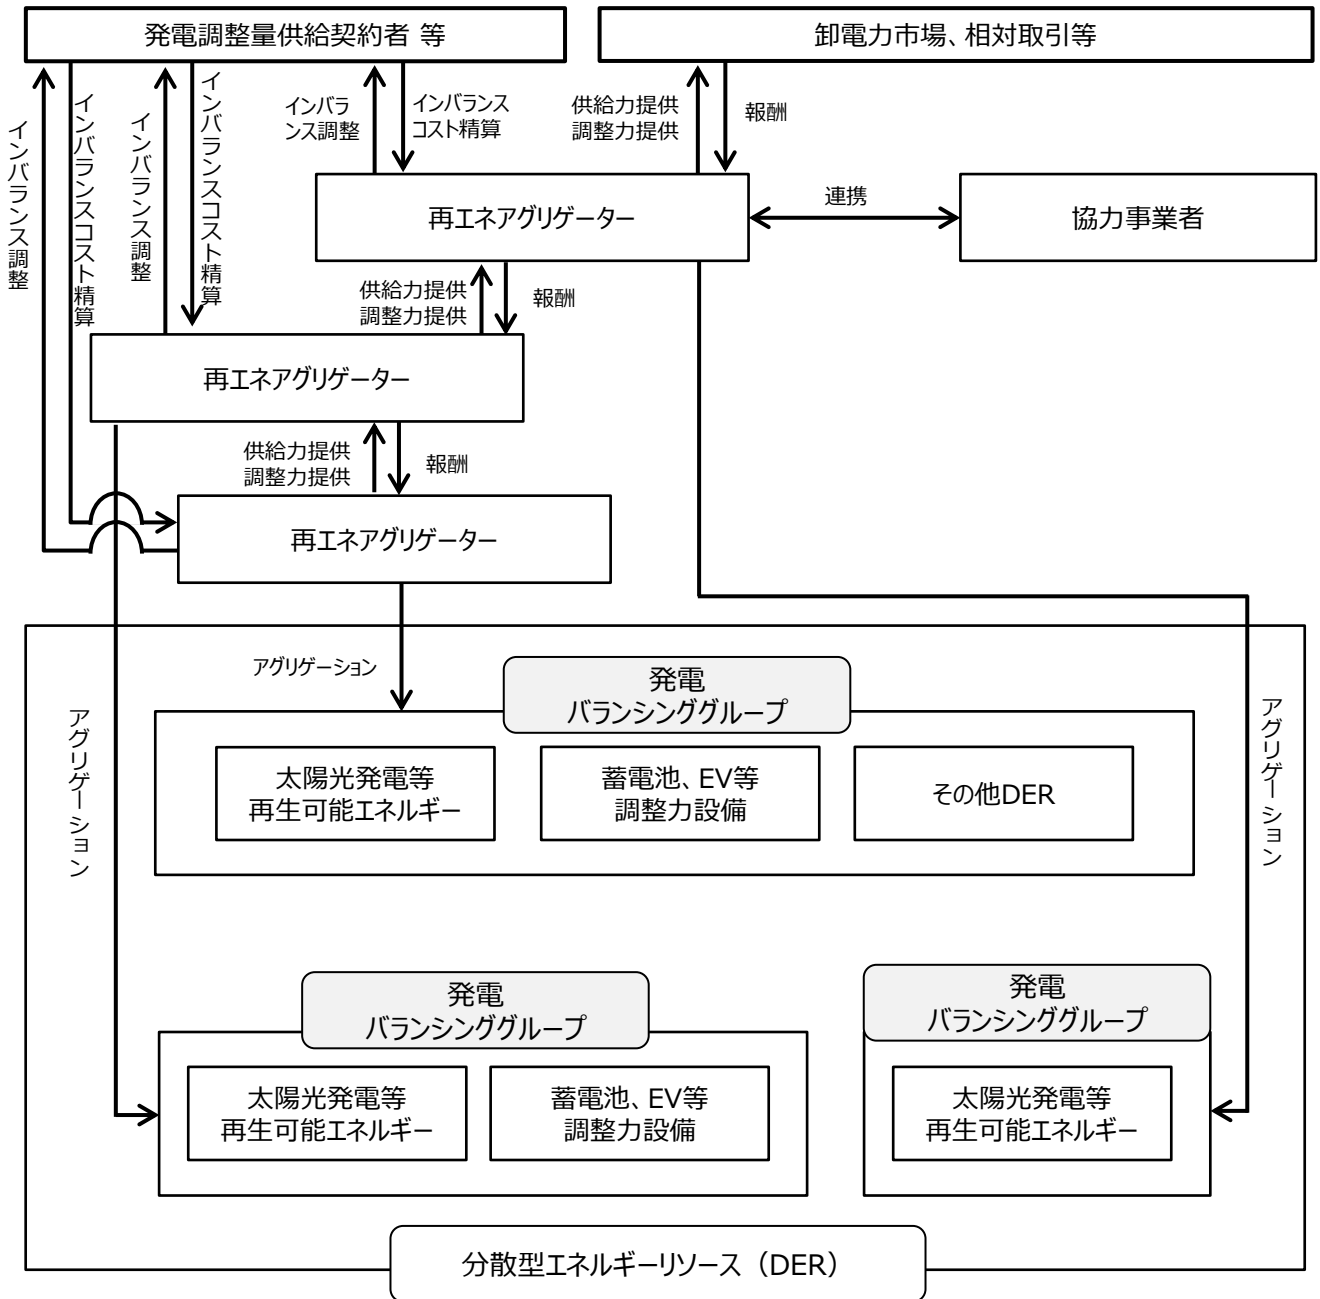 発電調整量供給契約者 等
卸電力市場、相対取引等
インバランス調整
インバランスコスト精算
インバランス調整
インバランスコスト精算
インバラ
ンス調整
インバランス
コスト精算
供給力提供
調整力提供
報酬
再エネアグリゲーター
連携
協力事業者
供給力提供
調整力提供
報酬
再エネアグリゲーター
供給力提供
調整力提供
報酬
再エネアグリゲーター
アグリゲーション
アグリゲーション
アグリゲーション
発電
バランシンググループ
太陽光発電等
再生可能エネルギー
蓄電池、EV等
調整力設備
その他DER
発電
バランシンググループ
太陽光発電等
再生可能エネルギー
蓄電池、EV等
調整力設備
発電
バランシンググループ
太陽光発電等
再生可能エネルギー
分散型エネルギーリソース（DER）